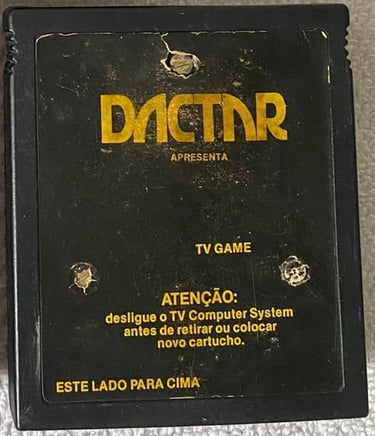 DACTAR
APRESENTA
TV GAME
ATENÇÃO:
desligue o TV Computer System
antes de retirar ou colocar
novo cartucho.
ESTE LADO PARA CIMA